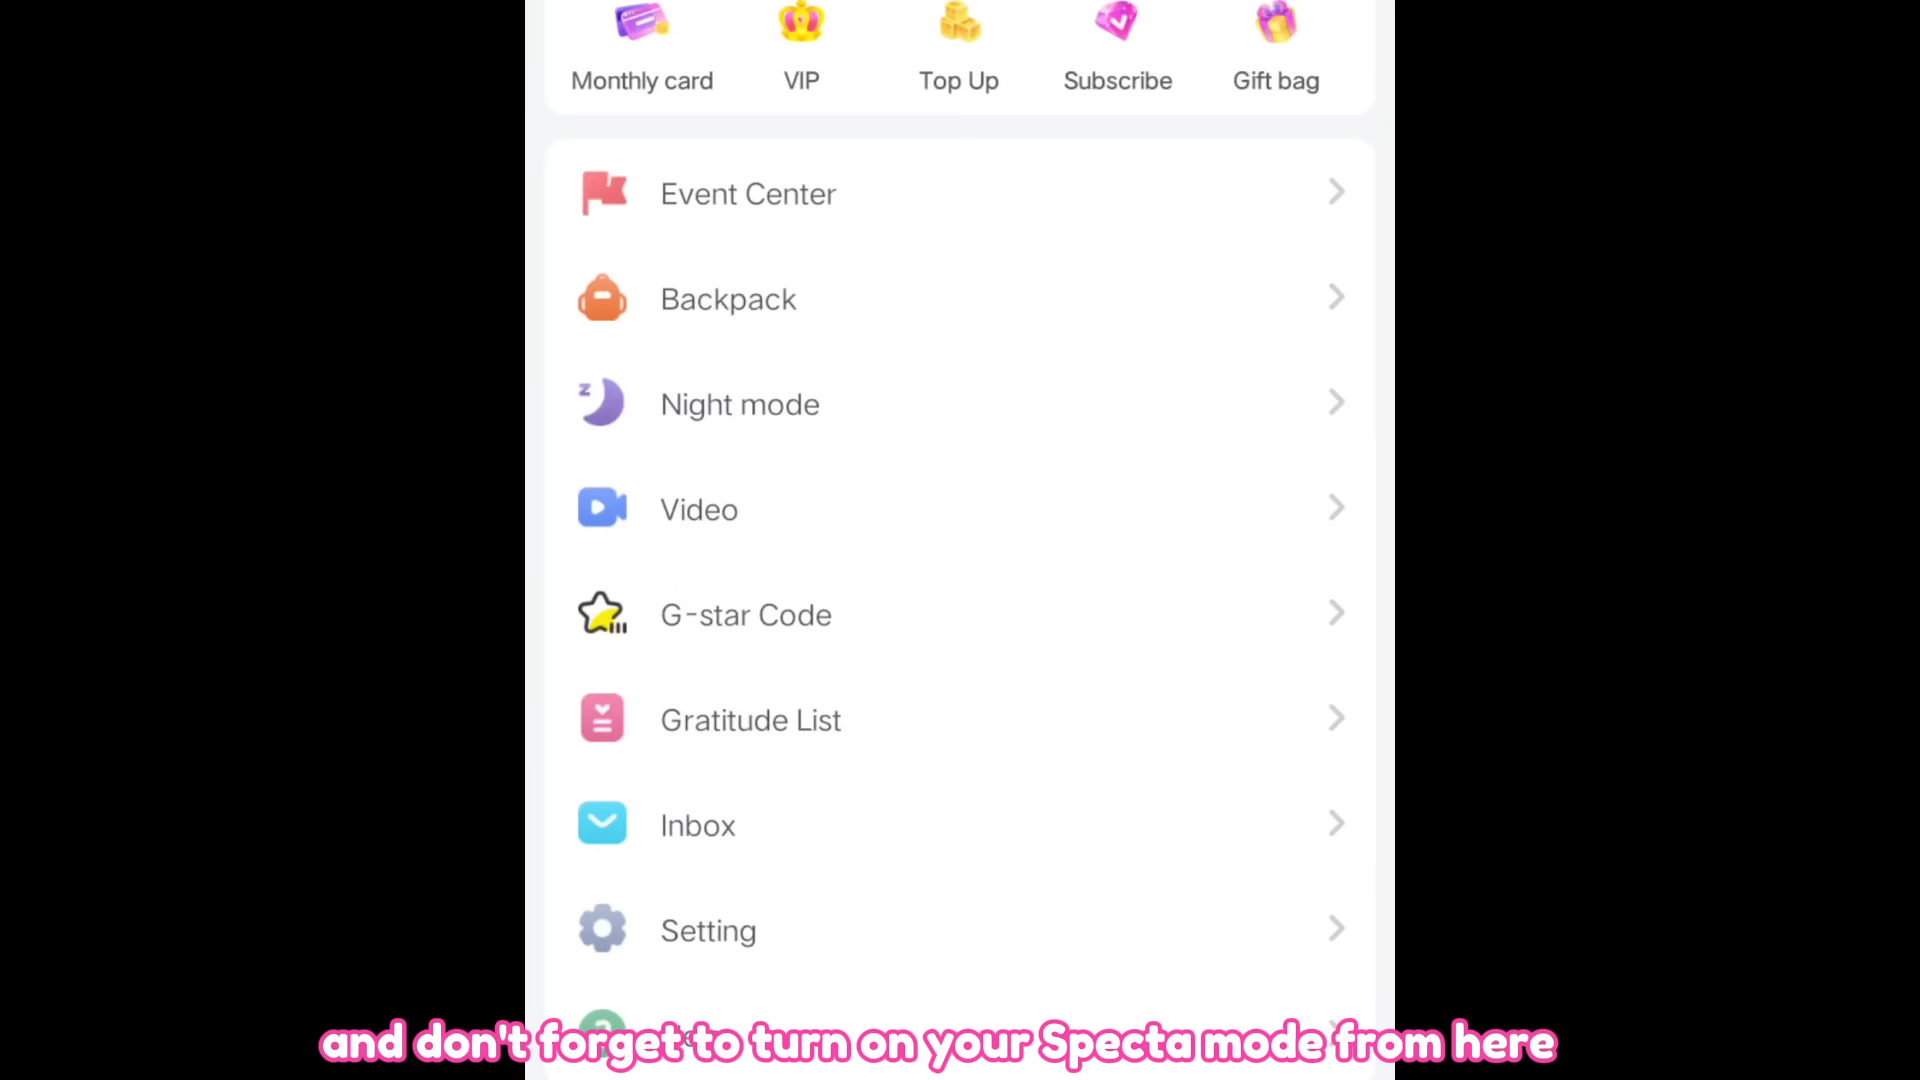 Monthly card VIP Top Up Subscribe Gift bag
Event Center
Backpack
Night mode
Video
G-star Code
Gratitude List
Inbox
Setting
and don't forget to turn on your Specta mode from here